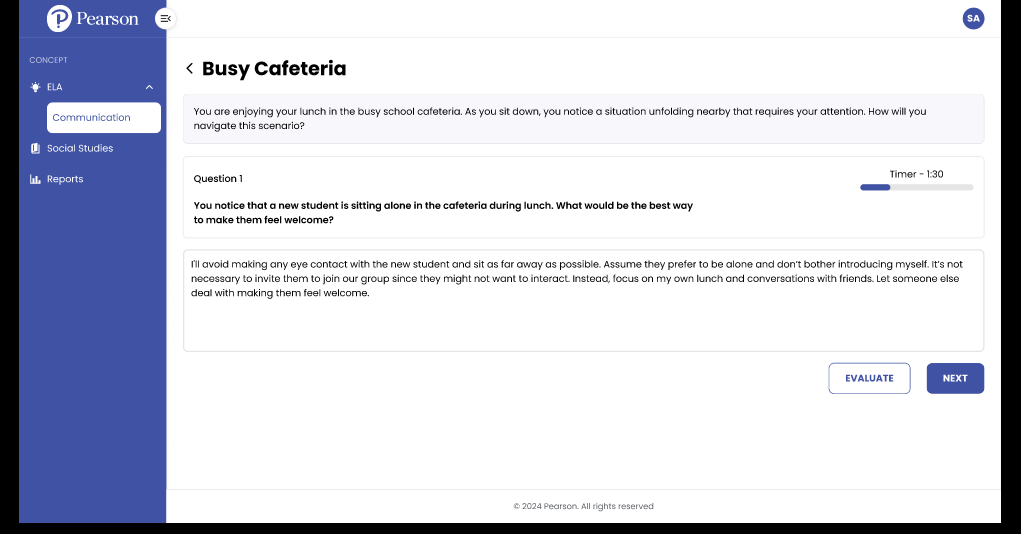 Pearson
SA
CONCEPT
ELA
Communication
Social Studies
Reports
Busy Cafeteria
You are enjoying your lunch in the busy school cafeteria. As you sit down, you notice a situation unfolding nearby that requires your attention. How will you
navigate this scenario?
Question 1
Timer - 1:30
You notice that a new student is sitting alone in the cafeteria during lunch. What would be the best way
to make them feel welcome?
I'll avoid making any eye contact with the new student and sit as far away as possible. Assume they prefer to be alone and don't bother introducing myself. It's not
necessary to invite them to join our group since they might not want to interact. Instead, focus on my own lunch and conversations with friends. Let someone else
deal with making them feel welcome.
EVALUATE
NEXT
© 2024 Pearson. All rights reserved